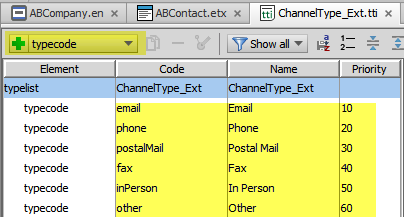 ABCompany.en ABContact.etx ChannelType_Ext.tti
typecode Show all a z
Element Code Name Priority
typelist ChannelType_Ext ChannelType_Ext
typecode email Email 10
typecode phone Phone 20
typecode postalMail Postal Mail 30
typecode fax Fax 40
typecode inPerson In Person 50
typecode other Other 60